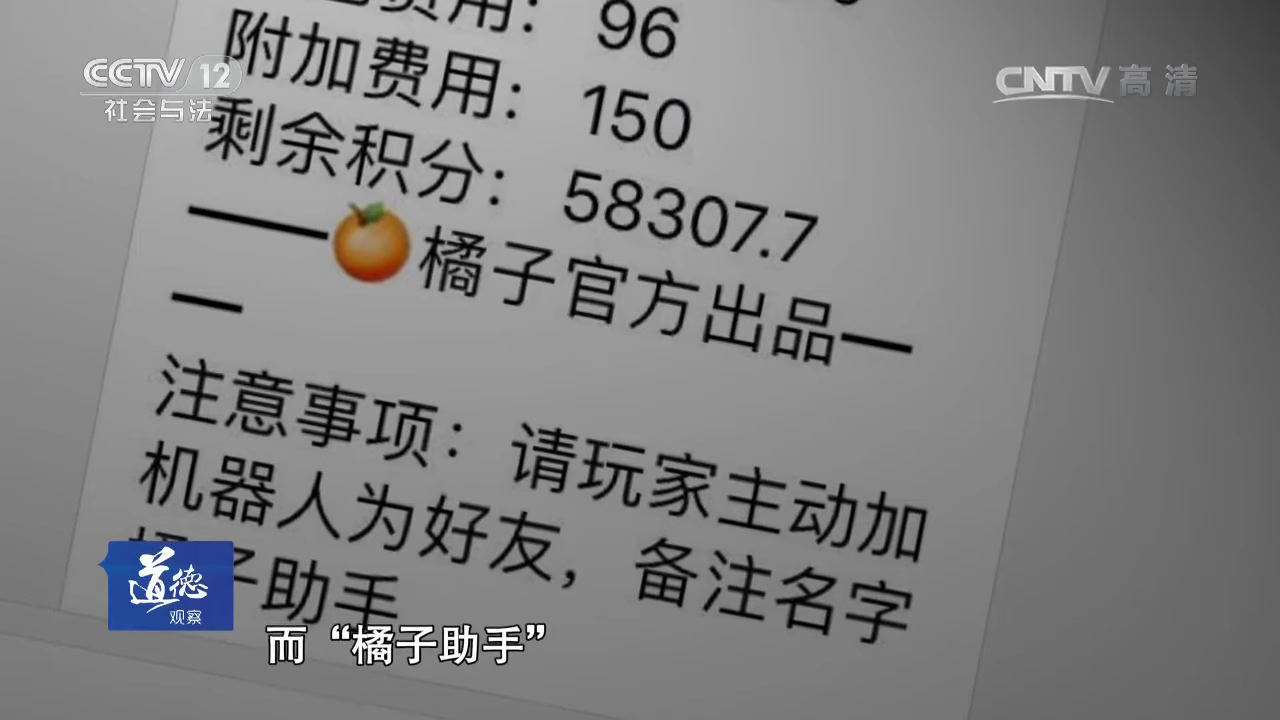 费用：96
附加费用：150
剩余积分：58307.7
——🍊橘子官方出品—
—
注意事项：请玩家主动加
机器人为好友，备注名字
子助手
CCTV 12
社会与法
CNTV 高清
道德
观察
而“橘子助手”